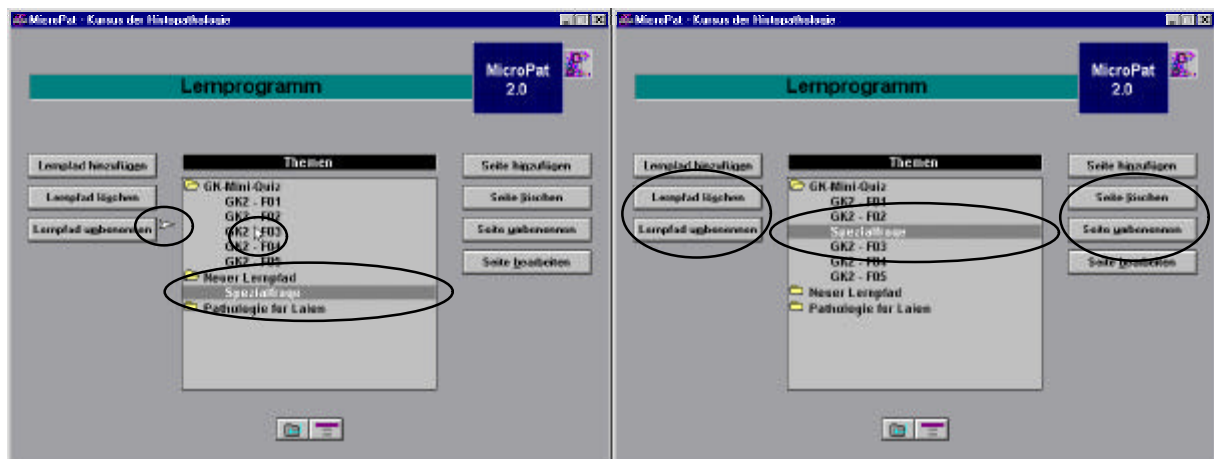 MicroPat - Kursus der Histopathologie
Lernprogramm
MicroPat
2.0
Lernpfad hinzufügen
Lernpfad löschen
Lernpfad umbenennen
Themen
GK-Mini-Quiz
GK2 - F01
GK2 - F02
GK2 - F03
GK2 - F04
GK2 - F05
Neuer Lernpfad
Spezialfrage
Pathologie für Laien
Seite hinzufügen
Seite löschen
Seite umbenennen
Seite bearbeiten
MicroPat - Kursus der Histopathologie
Lernprogramm
MicroPat
2.0
Lernpfad hinzufügen
Lernpfad löschen
Lernpfad umbenennen
Themen
GK-Mini-Quiz
GK2 - F01
GK2 - F02
Spezialfrage
GK2 - F03
GK2 - F04
GK2 - F05
Neuer Lernpfad
Pathologie für Laien
Seite hinzufügen
Seite löschen
Seite umbenennen
Seite bearbeiten